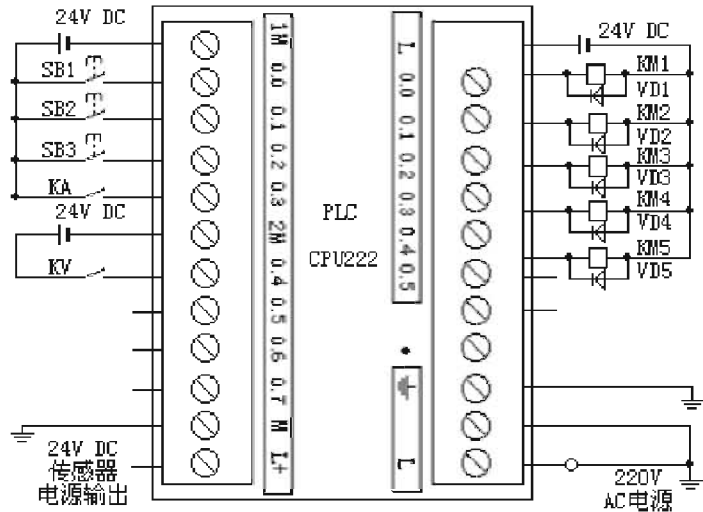 24V DC
SB1
SB2
SB3
KA
24V DC
KV
24V DC
传感器
电源输出
1M
0.0
0.1
0.2
0.3
2M
0.4
0.5
0.6
0.7
M
L+
PLC
CPU222
L
0.0
0.1
0.2
0.3
0.4
0.5
L
24V DC
KM1
VD1
KM2
VD2
KM3
VD3
KM4
VD4
KM5
VD5
220V
AC电源